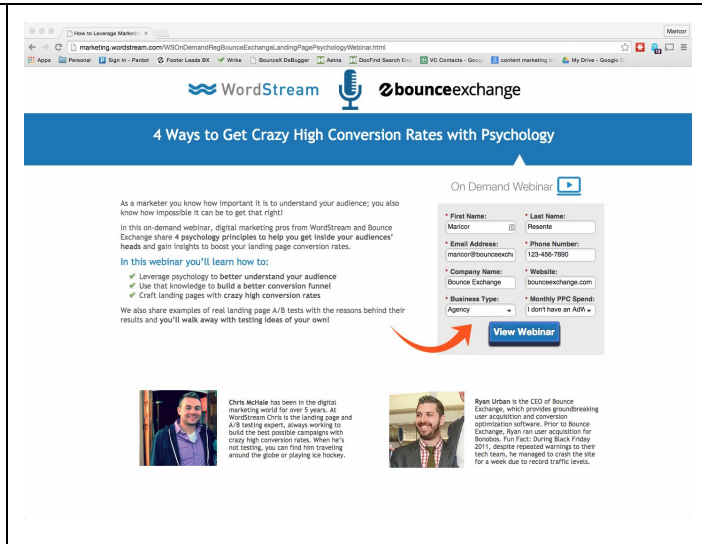 How to Leverage Marketin
Maricor
marketing.wordstream.com/WSOnDemandRegBounceExchangeLandingPagePsychologyWebinar.html
Apps Personal Sign In - Pardot Footer Leads BX Wrike BounceX DeBugger Aetna DocFind Search Eng VC Contacts - Goog content marketing My Drive - Google
WordStream bounceexchange
4 Ways to Get Crazy High Conversion Rates with Psychology
On Demand Webinar
As a marketer you know how important it is to understand your audience; you also
know how impossible it can be to get that right!
In this on-demand webinar, digital marketing pros from WordStream and Bounce
Exchange share 4 psychology principles to help you get inside your audiences'
heads and gain insights to boost your landing page conversion rates.
In this webinar you'll learn how to:
Leverage psychology to better understand your audience
Use that knowledge to build a better conversion funnel
Craft landing pages with crazy high conversion rates
We also share examples of real landing page A/B tests with the reasons behind their
results and you'll walk away with testing ideas of your own!
* First Name: * Last Name:
Maricor Resente
* Email Address: * Phone Number:
maricor@bounceexch 123-456-7890
* Company Name: * Website:
Bounce Exchange bounceexchange.com
* Business Type: * Monthly PPC Spend:
Agency I don't have an AdW
View Webinar
Chris McHale has been in the digital
marketing world for over 5 years. At
WordStream Chris is the landing page and
A/B testing expert, always working to
build the best possible campaigns with
crazy high conversion rates. When he's
not testing, you can find him traveling
around the globe or playing ice hockey.
Ryan Urban is the CEO of Bounce
Exchange, which provides groundbreaking
user acquisition and conversion
optimization software. Prior to Bounce
Exchange, Ryan ran user acquisition for
Bonobos. Fun Fact: During Black Friday
2011, despite repeated warnings to their
tech team, he managed to crash the site
for a week due to record traffic levels.